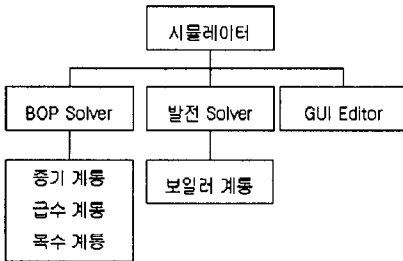 시뮬레이터
BOP Solver
발전 Solver
GUI Editor
증기 계통
급수 계통
복수 계통
보일러 계통